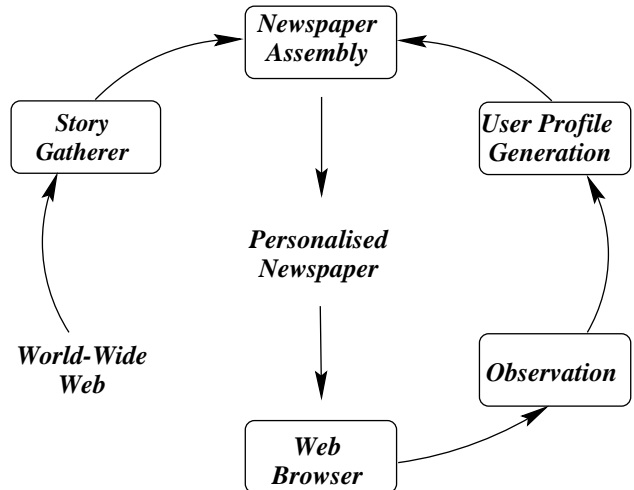 Newspaper
Assembly
Story
Gatherer
User Profile
Generation
Personalised
Newspaper
World-Wide
Web
Observation
Web
Browser